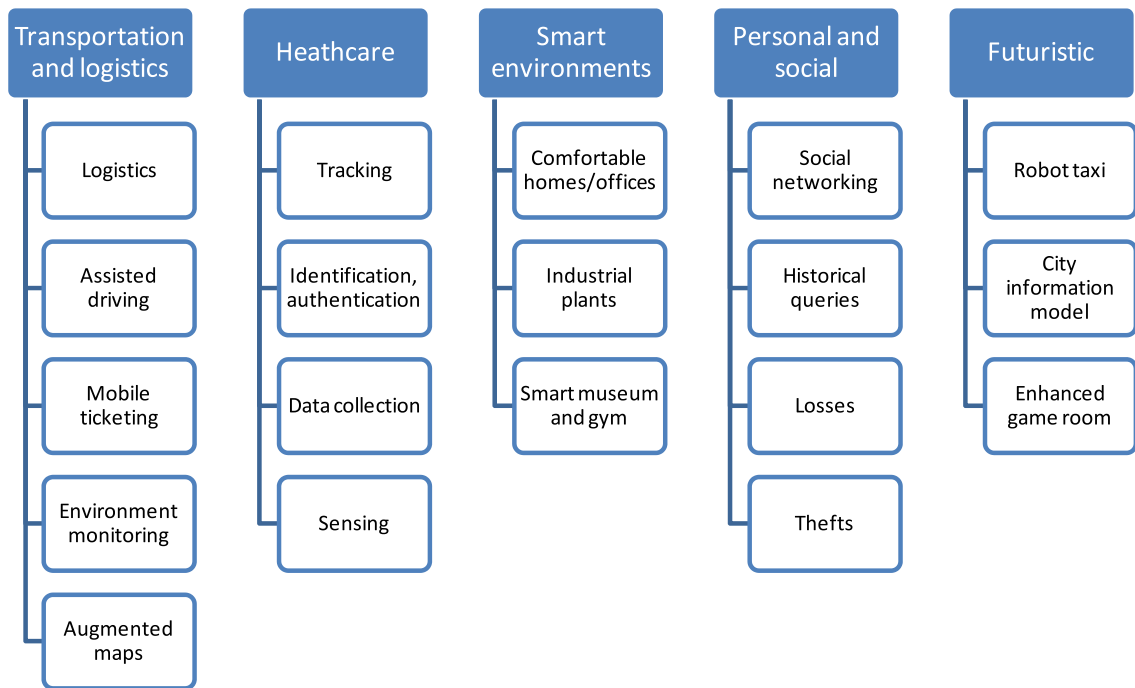 Transportation
and logistics
Logistics
Assisted
driving
Mobile
ticketing
Environment
monitoring
Augmented
maps
Heathcare
Tracking
Identification,
authentication
Data collection
Sensing
Smart
environments
Comfortable
homes/offices
Industrial
plants
Smart museum
and gym
Personal and
social
Social
networking
Historical
queries
Losses
Thefts
Futuristic
Robot taxi
City
information
model
Enhanced
game room